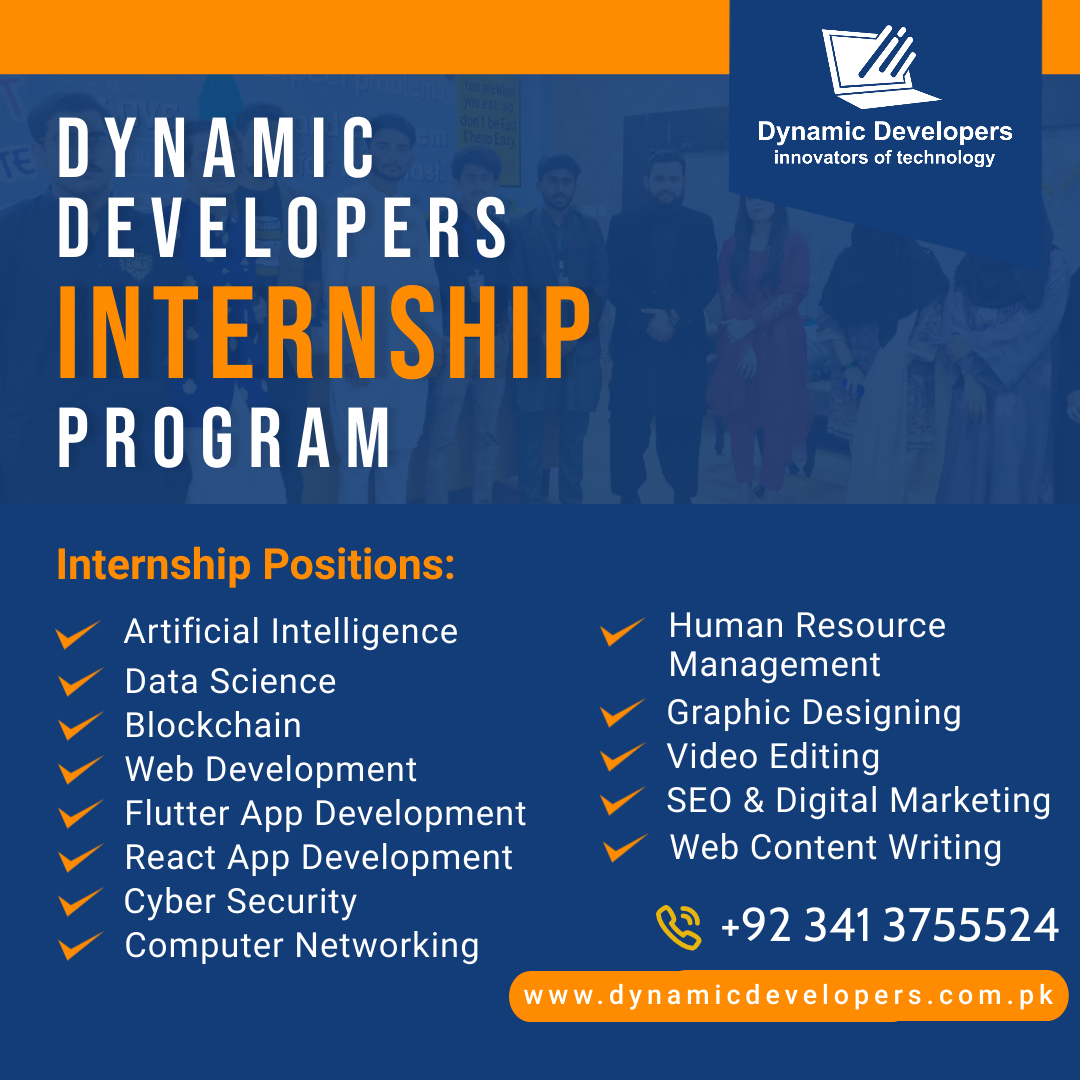 Dynamic Developers
innovators of technology
DYNAMIC
DEVELOPERS
INTERNSHIP
PROGRAM
Internship Positions:
Artificial Intelligence
Data Science
Blockchain
Web Development
Flutter App Development
React App Development
Cyber Security
Computer Networking
Human Resource
Management
Graphic Designing
Video Editing
SEO & Digital Marketing
Web Content Writing
+92 341 3755524
www.dynamicdevelopers.com.pk